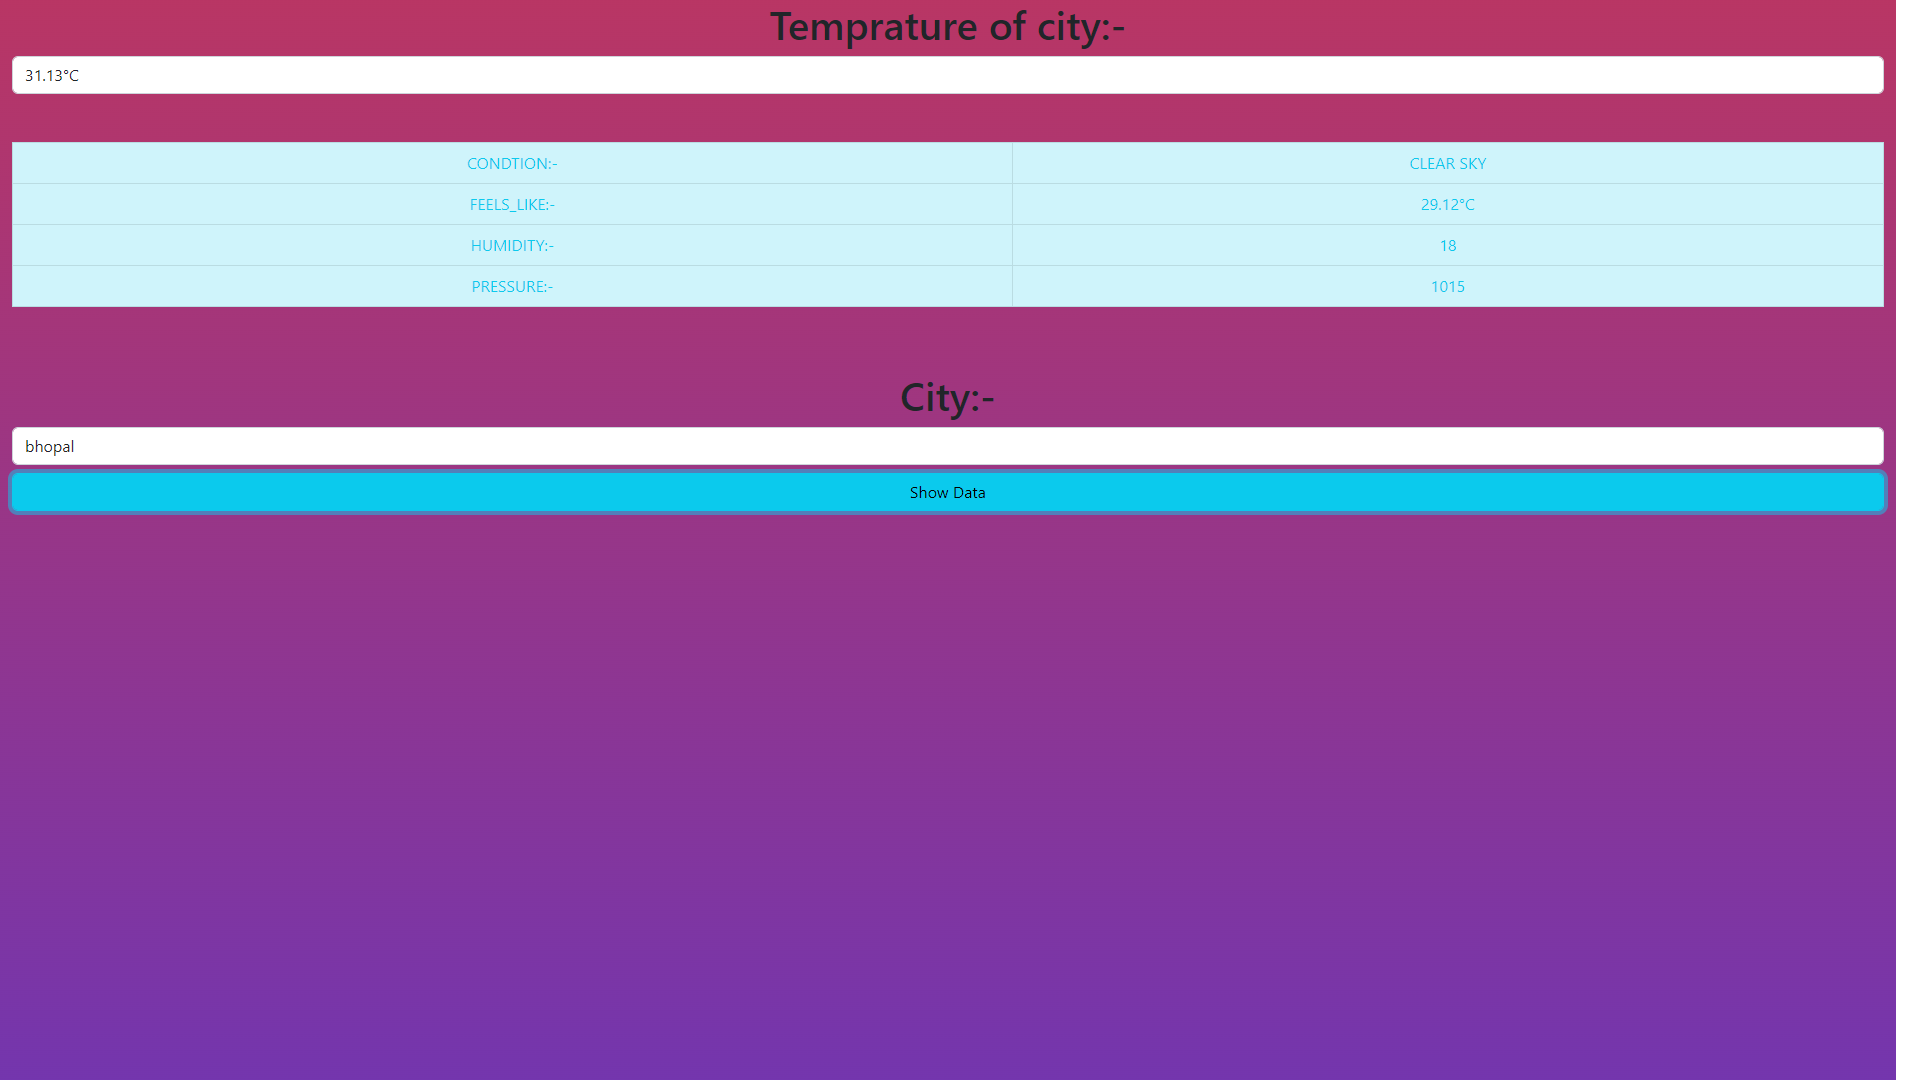 Temprature of city:-
31.13°C
CONDTION:- CLEAR SKY
FEELS_LIKE:- 29.12°C
HUMIDITY:- 18
PRESSURE:- 1015
City:-
bhopal
Show Data